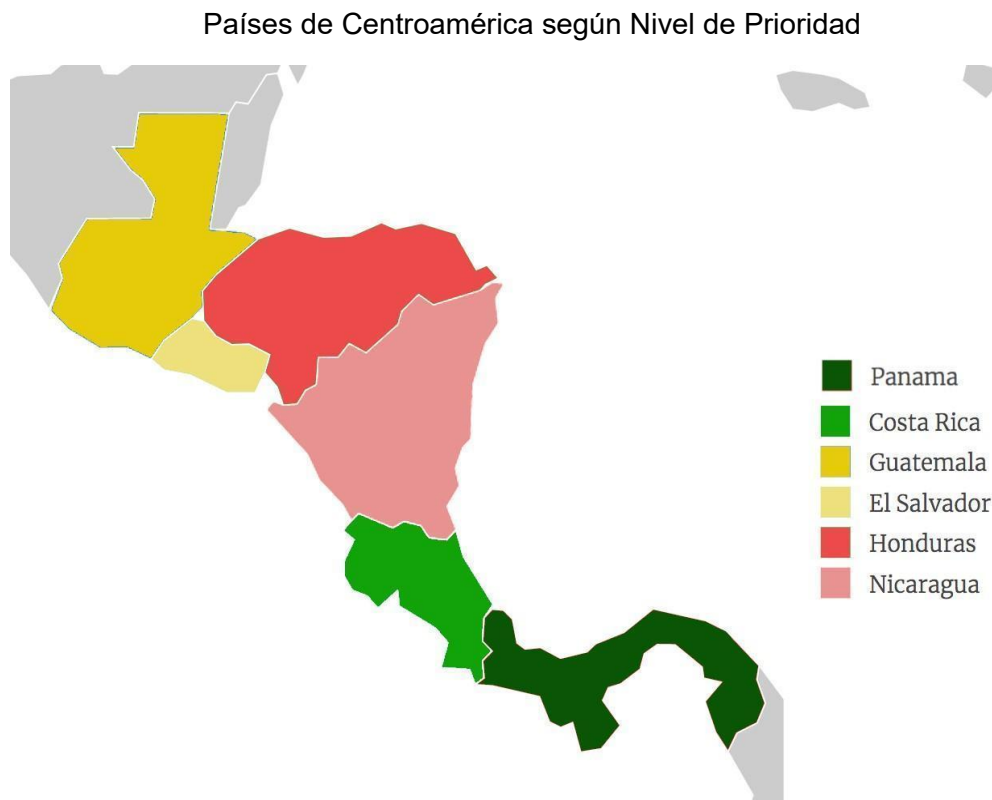 Países de Centroamérica según Nivel de Prioridad
Panama
Costa Rica
Guatemala
El Salvador
Honduras
Nicaragua